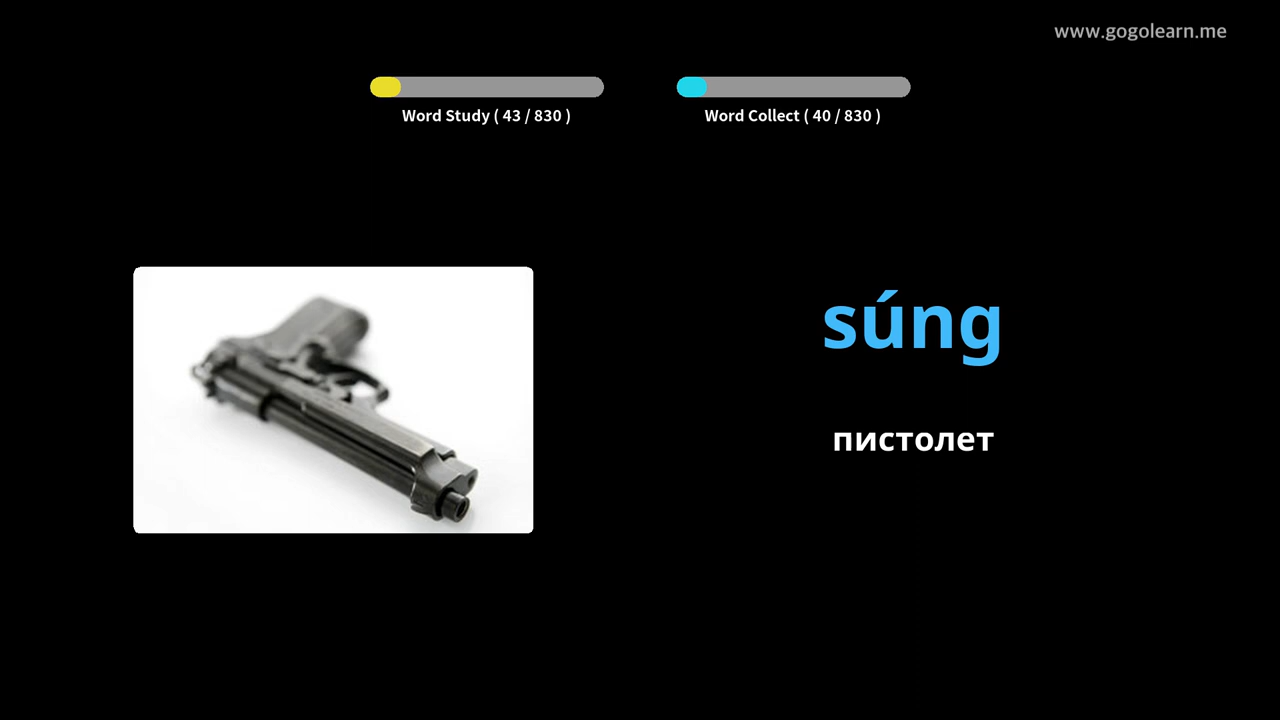 www.gogolearn.me
Word Study ( 43 / 830 )
Word Collect ( 40 / 830 )
súng
пистолет